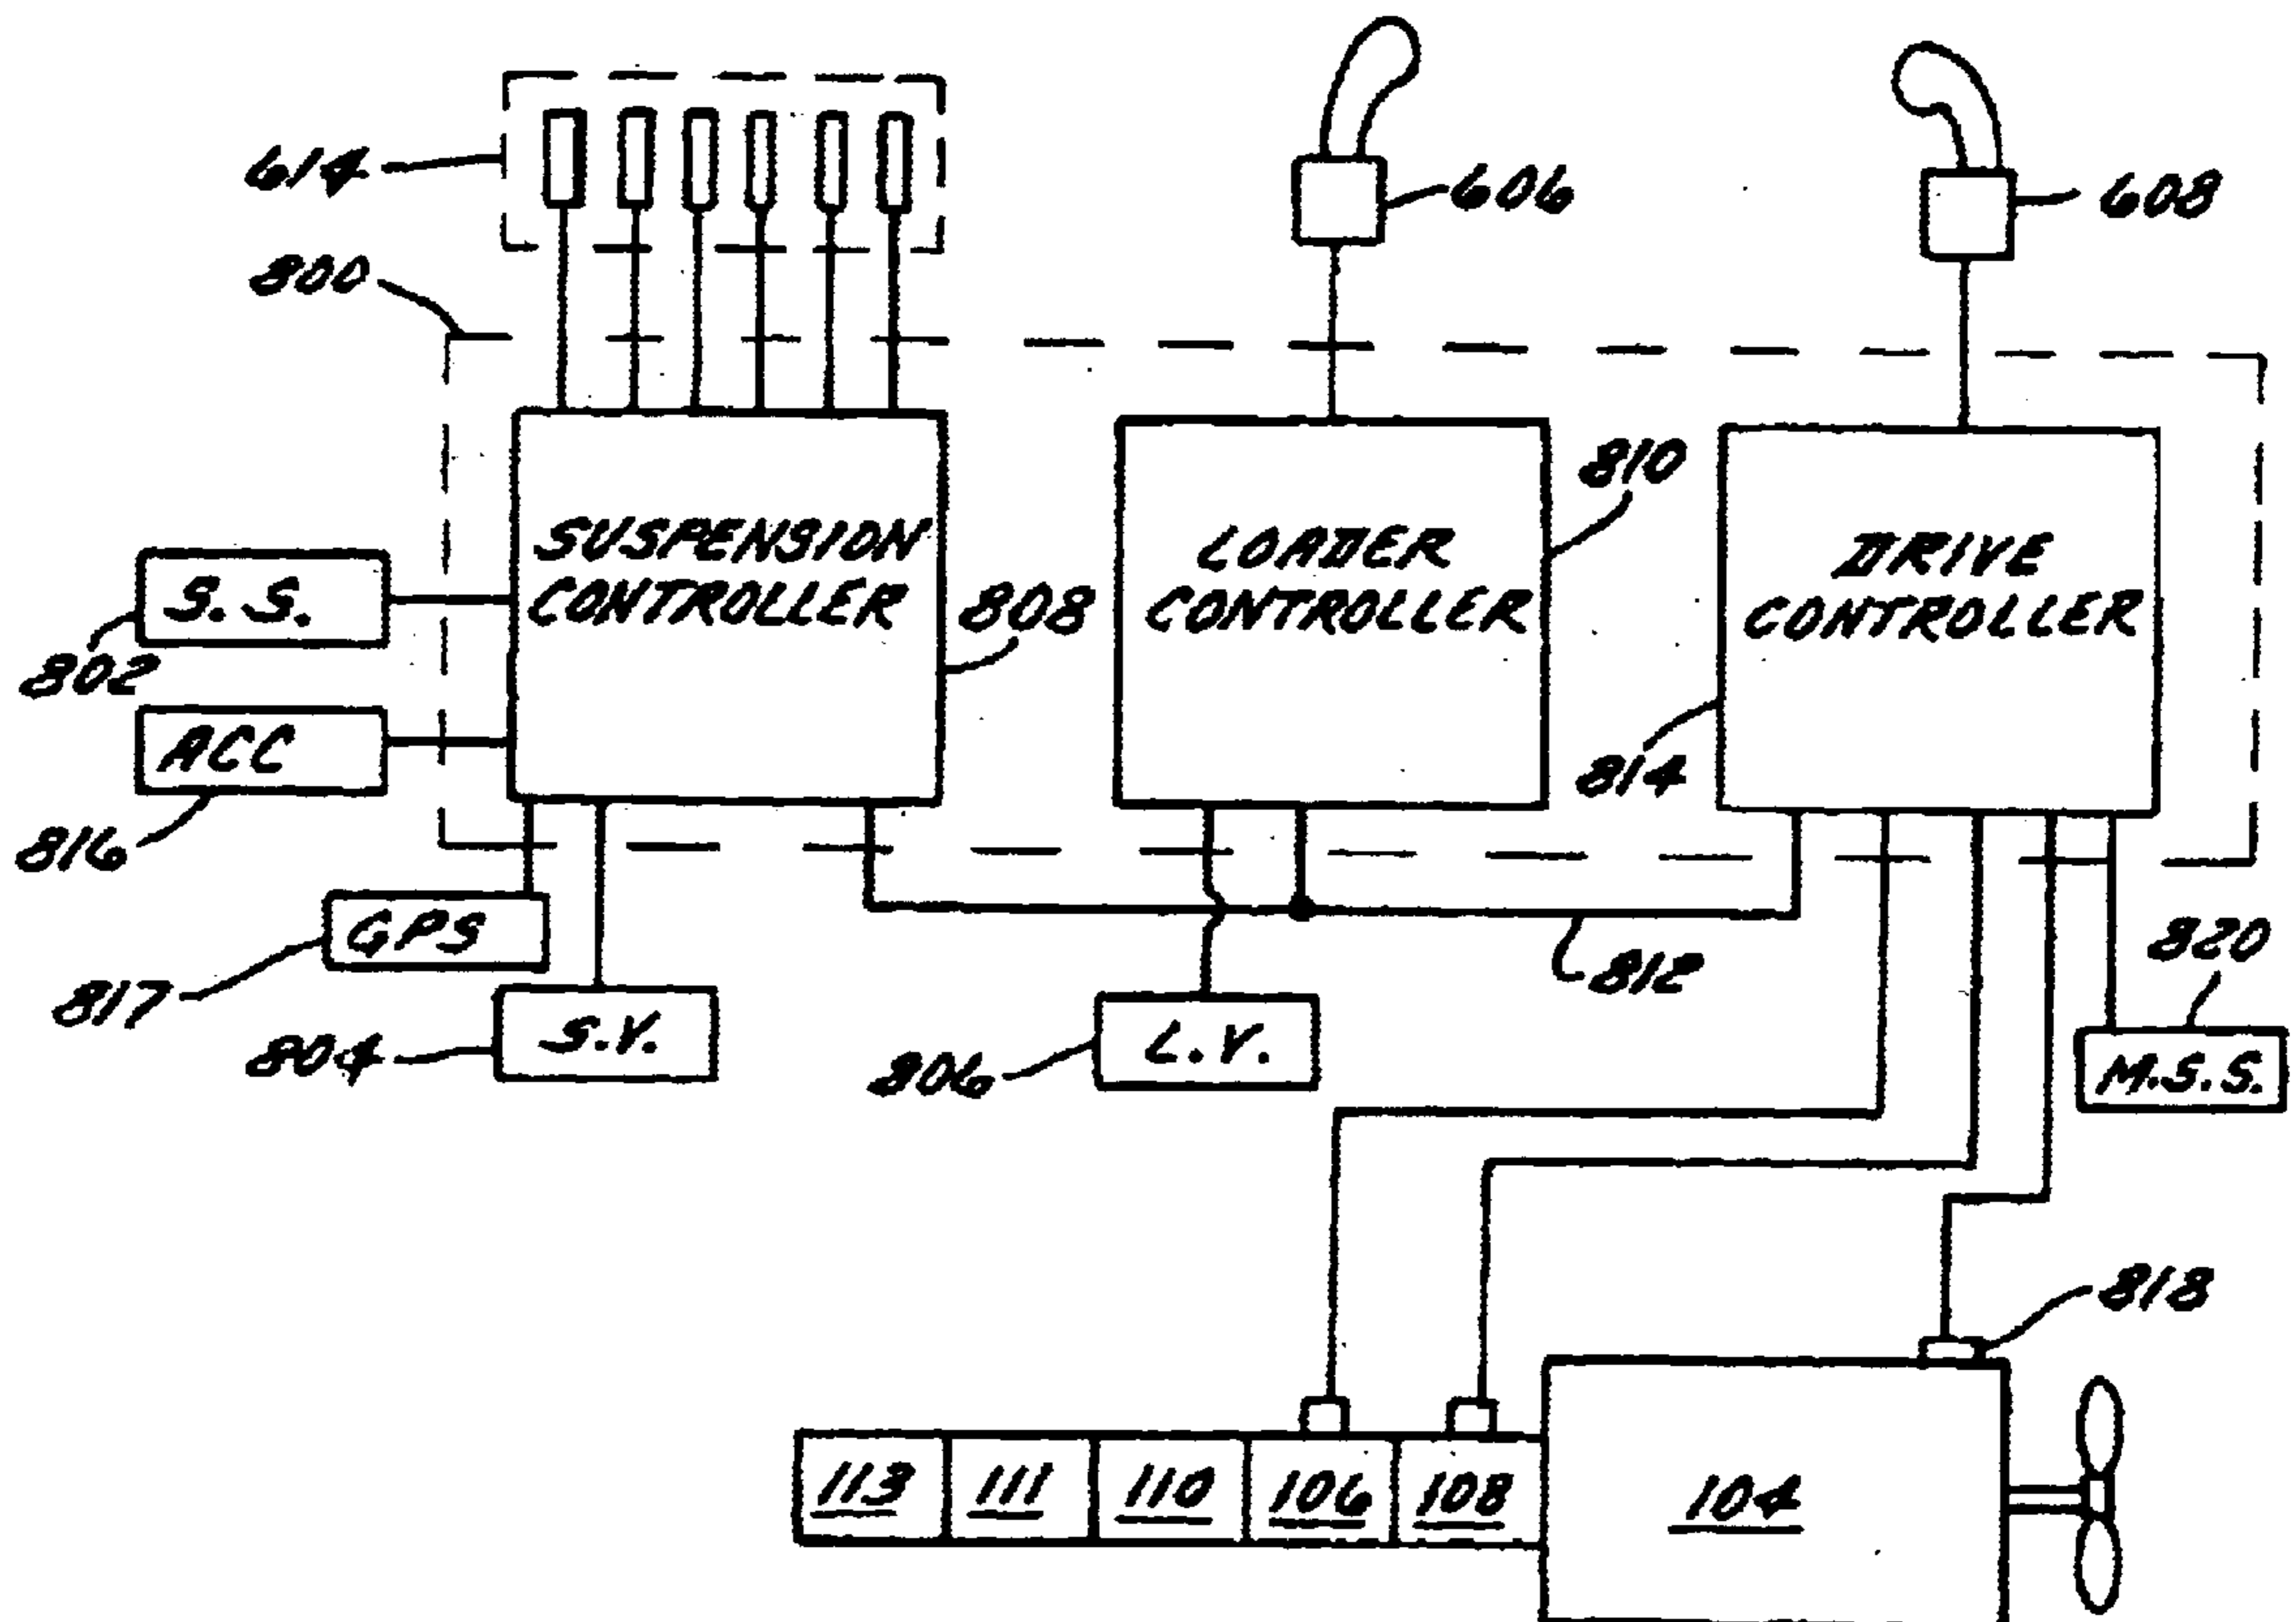 614
606
608
800
810
SUSPENSION
CONTROLLER
LOADER
CONTROLLER
DRIVE
CONTROLLER
S.S.
808
802
ACC
814
816
GPS
820
812
817
S.V.
L.V.
M.S.S.
804
806
818
113
111
110
106
108
104